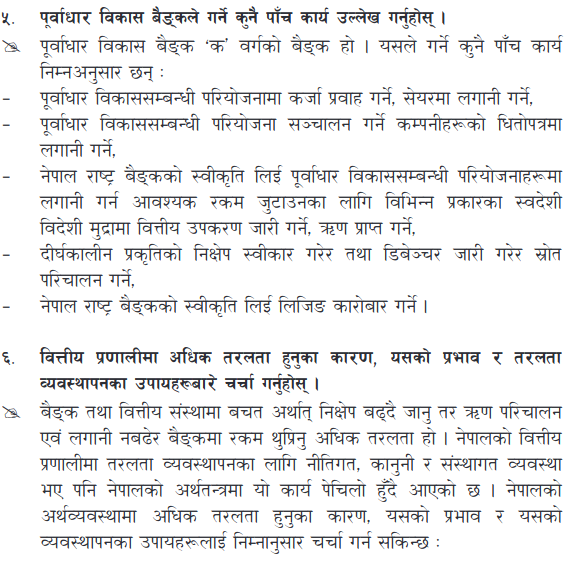 ५. पूर्वाधार विकास बैङ्कले गर्ने कुनै पाँच कार्य उल्लेख गर्नुहोस् ।
✍ पूर्वाधार विकास बैङ्क ‘क’ वर्गको बैङ्क हो । यसले गर्ने कुनै पाँच कार्य
निम्नअनुसार छन् :
- पूर्वाधार विकाससम्बन्धी परियोजनामा कर्जा प्रवाह गर्ने, सेयरमा लगानी गर्ने,
- पूर्वाधार विकाससम्बन्धी परियोजना सञ्चालन गर्ने कम्पनीहरूको धितोपत्रमा
लगानी गर्ने,
- नेपाल राष्ट्र बैङ्कको स्वीकृति लिई पूर्वाधार विकाससम्बन्धी परियोजनाहरूमा
लगानी गर्न आवश्यक रकम जुटाउनका लागि विभिन्न प्रकारका स्वदेशी
विदेशी मुद्रामा वित्तीय उपकरण जारी गर्ने, ऋण प्राप्त गर्ने,
- दीर्घकालीन प्रकृतिको निक्षेप स्वीकार गरेर तथा डिबेञ्चर जारी गरेर स्रोत
परिचालन गर्ने,
- नेपाल राष्ट्र बैङ्कको स्वीकृति लिई लिजिङ कारोबार गर्ने ।
६. वित्तीय प्रणालीमा अधिक तरलता हुनुका कारण, यसको प्रभाव र तरलता
व्यवस्थापनका उपायहरूबारे चर्चा गर्नुहोस् ।
✍ बैङ्क तथा वित्तीय संस्थामा बचत अर्थात् निक्षेप बढ्दै जानु तर ऋण परिचालन
एवं लगानी नबढेर बैङ्कमा रकम थुप्रिनु अधिक तरलता हो । नेपालको वित्तीय
प्रणालीमा तरलता व्यवस्थापनका लागि नीतिगत, कानुनी र संस्थागत व्यवस्था
भए पनि नेपालको अर्थतन्त्रमा यो कार्य पेचिलो हुँदै आएको छ । नेपालको
अर्थव्यवस्थामा अधिक तरलता हुनुका कारण, यसको प्रभाव र यसको
व्यवस्थापनका उपायहरूलाई निम्नानुसार चर्चा गर्न सकिन्छ :